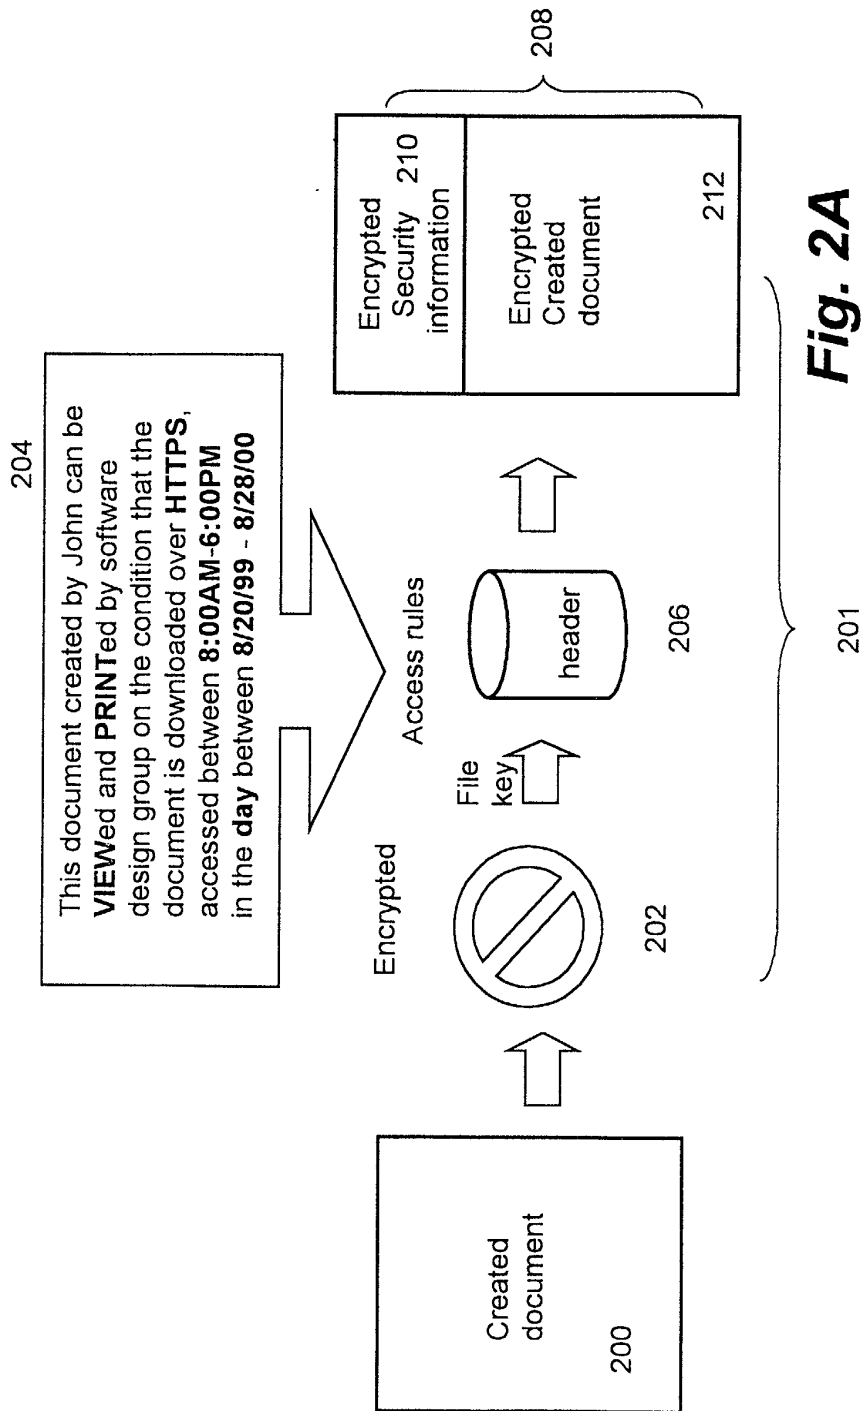 204
This document created by John can be
VIEWed and PRINTed by software
design group on the condition that the
document is downloaded over HTTPS,
accessed between 8:00AM-6:00PM
in the day between 8/20/99 - 8/28/00
Created
document
200
Encrypted
202
File
key
Access rules
header
206
Encrypted
Security 210
information
Encrypted
Created
document
212
208
201
Fig. 2A